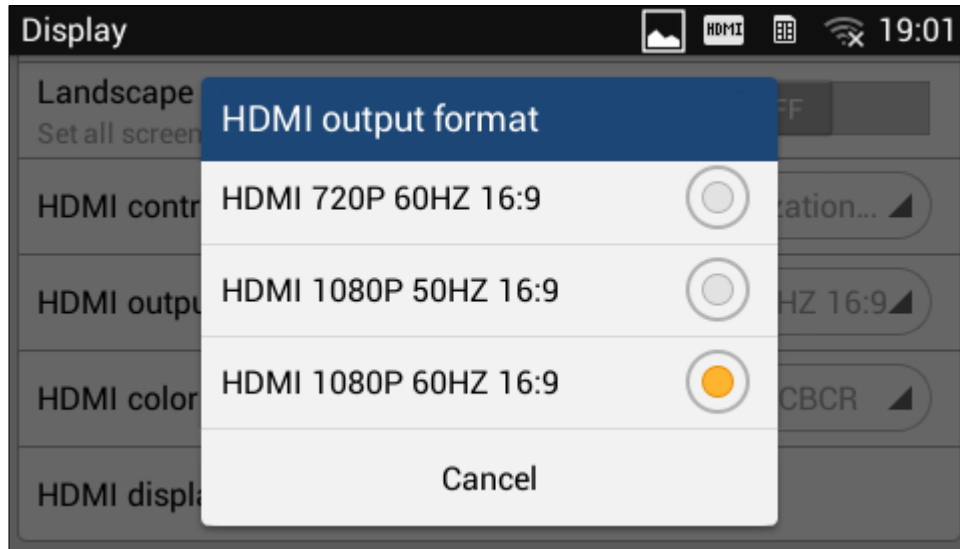 Display
HDMI
19:01
Landscape
FF
Set all screen
HDMI output format
HDMI 720P 60HZ 16:9
HDMI contr
zation...
HDMI 1080P 50HZ 16:9
HDMI outpu
HZ 16:9
HDMI 1080P 60HZ 16:9
HDMI color
CBCR
Cancel
HDMI displa